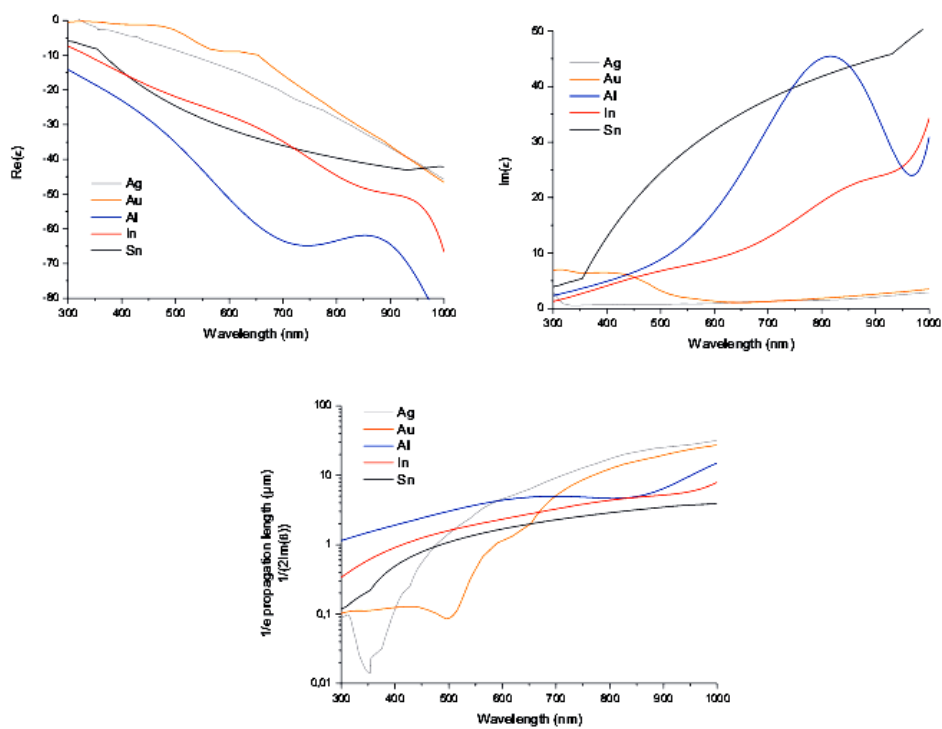 0
-10
-20
-30
-40
-50
-60
-70
-80
Re(ε)
Ag
Au
Al
In
Sn
300 400 500 600 700 800 900 1000
Wavelength (nm)
50
40
30
20
10
0
Im(ε)
Ag
Au
Al
In
Sn
300 400 500 600 700 800 900 1000
Wavelength (nm)
100
10
1
0,1
0,01
1/e propagation length (μm)
1/(2Im(ß))
Ag
Au
Al
In
Sn
300 400 500 600 700 800 900 1000
Wavelength (nm)